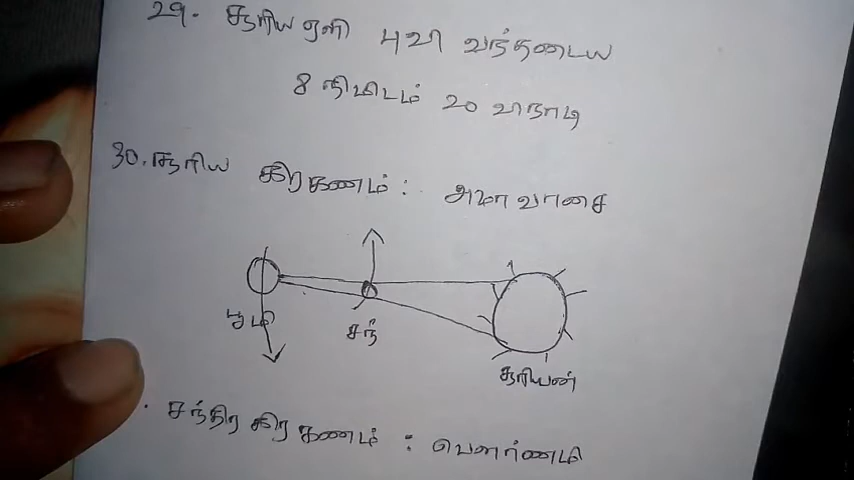 29. சூரிய ஒளி புவி வந்தடைய
8 நிமிடம் 20 விநாடி
30. சூரிய கிரகணம் : அமாவாசை
பூமி
சந்
சூரியன்
. சந்திர கிரகணம் : பௌர்ணமி